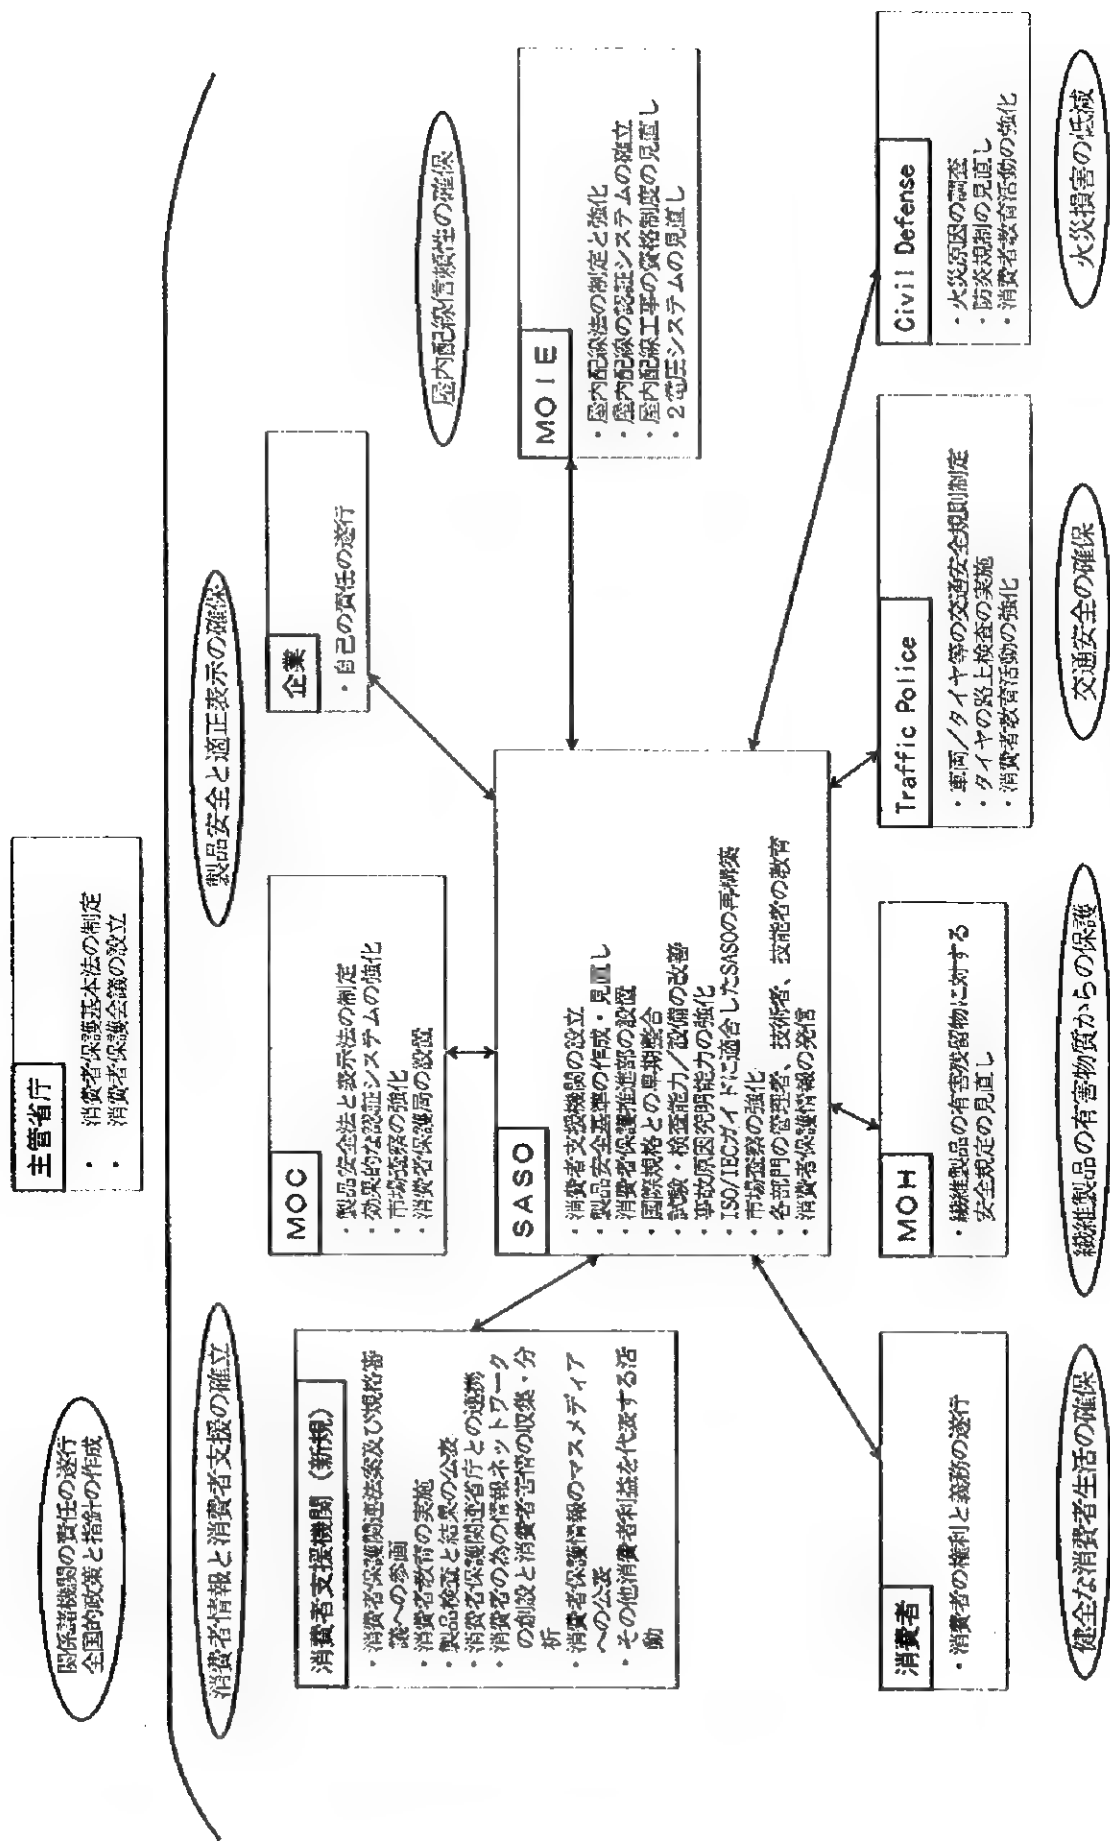 主管省庁
・ 消費者保護基本法の制定
・ 消費者保護会議の設立
関係諸機関の責任の遂行
全国的政策と指針の作成
消費者情報と消費者支援の確立
製品安全と適正表示の確保
屋内配線信頼性の確保
消費者支援機関（新規）
・消費者保護関連法案及び規格審
議への参画
・消費者教育の実施
・製品検査と結果の公表
・消費者保護関連省庁との連携
・消費者の為の情報ネットワーク
の創設と消費者苦情の収集・分
析
・消費者保護情報のマスメディア
への公表
・その他消費者利益を代表する活
動
MOC
・製品安全法と表示法の制定
・効果的な認証システムの強化
・市場監察の強化
・消費者保護局の設置
企業
・自己の責任の遂行
SASO
・消費者支援機関の設立
・製品安全基準の作成・見直し
・消費者保護推進部の設置
・国際規格との早期整合
・試験・検査能力／設備の改善
・事故原因究明能力の強化
・ISO/IECガイドに適合したSASOの再構築
・市場監察の強化
・各部門の管理者、技術者、技能者の教育
・消費者保護情報の発信
MOIE
・屋内配線法の制定と強化
・屋内配線の認証システムの確立
・屋内配線工事の資格制度の見直し
・２電圧システムの見直し
消費者
・消費者の権利と義務の遂行
MOH
・繊維製品の有害残留物に対する
安全規定の見直し
Traffic Police
・車両／タイヤ等の交通安全規則制定
・タイヤの路上検査の実施
・消費者教育活動の強化
Civil Defense
・火災原因の調査
・防炎規制の見直し
・消費者教育活動の強化
健全な消費者生活の確保
繊維製品の有害物質からの保護
交通安全の確保
火災損害の低減